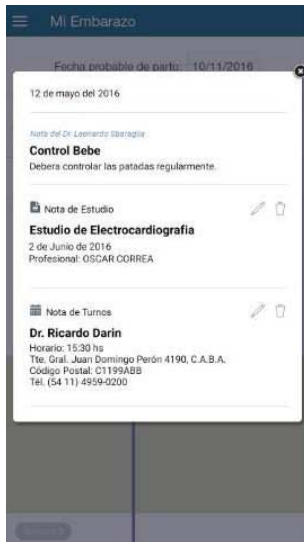 Mi Embarazo
Fecha probable de parto: 10/11/2016
12 de mayo del 2016
Nota del Dr. Leonardo Sbaraglia
Control Bebe
Debera controlar las patadas regularmente.
Nota de Estudio
Estudio de Electrocardiografia
2 de Junio de 2016
Profesional: OSCAR CORREA
Nota de Turnos
Dr. Ricardo Darin
Horario: 15:30 hs
Tte. Gral. Juan Domingo Perón 4190, C.A.B.A.
Código Postal: C1199ABB
Tél. (54 11) 4959-0200